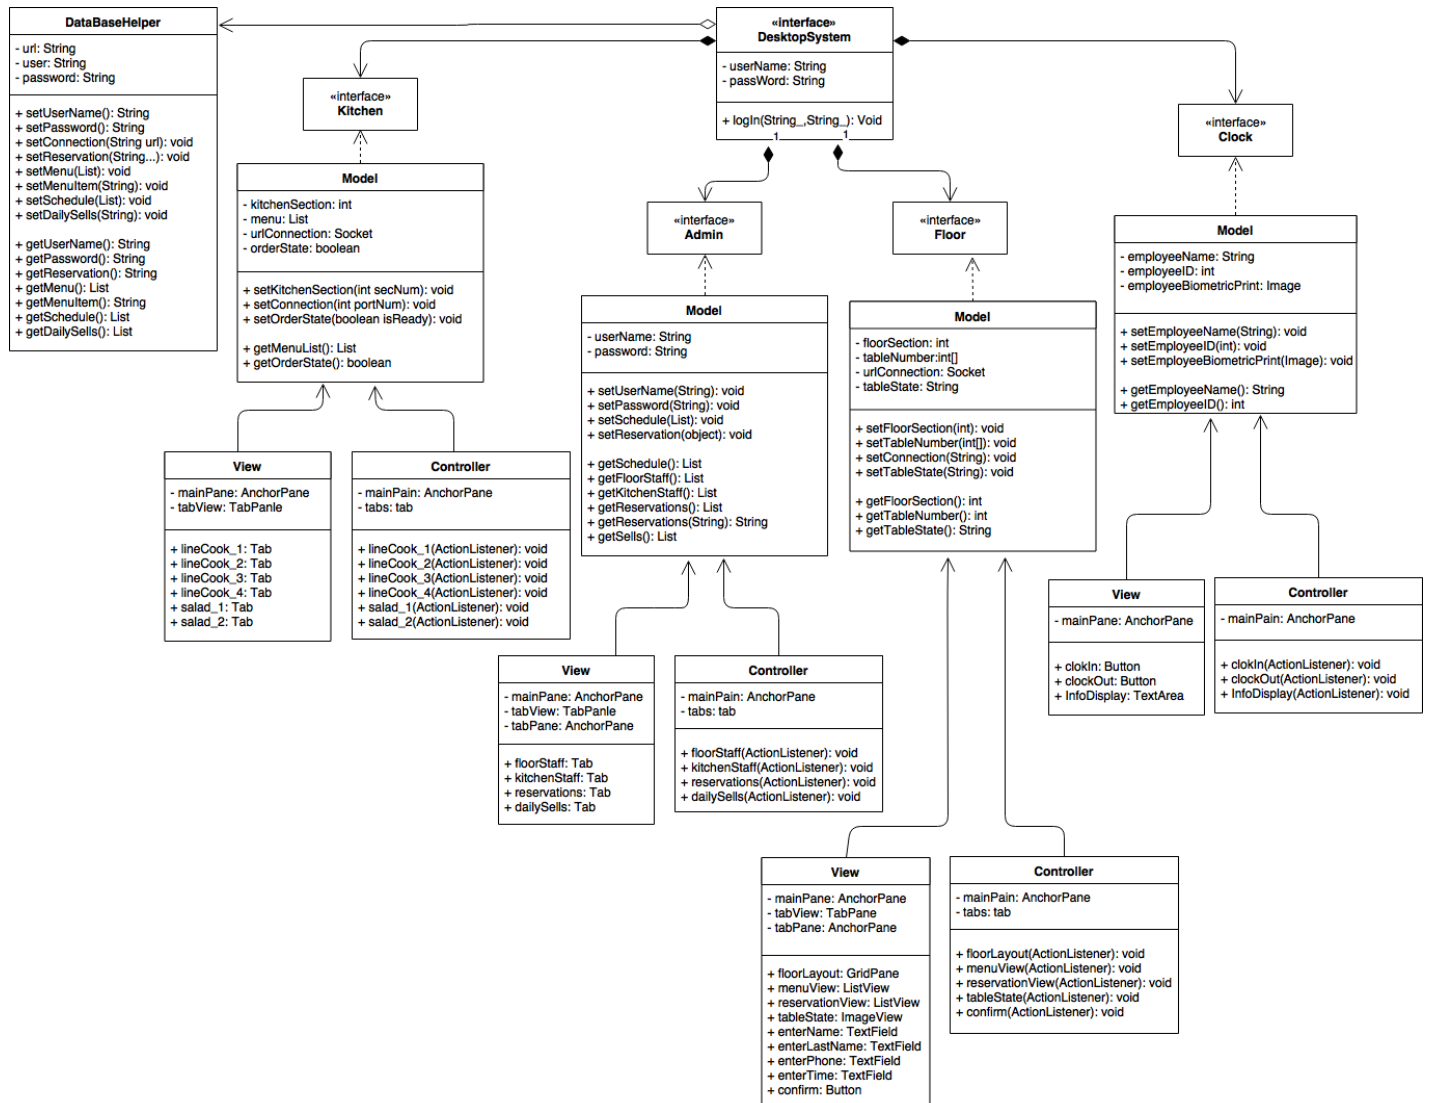 DataBaseHelper
- url: String
- user: String
- password: String
+ setUserName(): String
+ setPassword(): String
+ setConnection(String url): void
+ setReservation(String...): void
+ setMenu(List): void
+ setMenuItem(String): void
+ setSchedule(List): void
+ setDailySells(String): void
+ getUserName(): String
+ getPassword(): String
+ getReservation(): String
+ getMenu(): List
+ getMenuItem(): String
+ getSchedule(): List
+ getDailySells(): List
«interface»
DesktopSystem
- userName: String
- passWord: String
+ logIn(String_,String_): Void
1
1
«interface»
Kitchen
Model
- kitchenSection: int
- menu: List
- urlConnection: Socket
- orderState: boolean
+ setKitchenSection(int secNum): void
+ setConnection(int portNum): void
+ setOrderState(boolean isReady): void
+ getMenuList(): List
+ getOrderState(): boolean
View
- mainPane: AnchorPane
- tabView: TabPanle
+ lineCook_1: Tab
+ lineCook_2: Tab
+ lineCook_3: Tab
+ lineCook_4: Tab
+ salad_1: Tab
+ salad_2: Tab
Controller
- mainPain: AnchorPane
- tabs: tab
+ lineCook_1(ActionListener): void
+ lineCook_2(ActionListener): void
+ lineCook_3(ActionListener): void
+ lineCook_4(ActionListener): void
+ salad_1(ActionListener): void
+ salad_2(ActionListener): void
«interface»
Admin
Model
- userName: String
- password: String
+ setUserName(String): void
+ setPassword(String): void
+ setSchedule(List): void
+ setReservation(object): void
+ getSchedule(): List
+ getFloorStaff(): List
+ getKitchenStaff(): List
+ getReservations(): List
+ getReservations(String): String
+ getSells(): List
View
- mainPane: AnchorPane
- tabView: TabPanle
- tabPane: AnchorPane
+ floorStaff: Tab
+ kitchenStaff: Tab
+ reservations: Tab
+ dailySells: Tab
Controller
- mainPain: AnchorPane
- tabs: tab
+ floorStaff(ActionListener): void
+ kitchenStaff(ActionListener): void
+ reservations(ActionListener): void
+ dailySells(ActionListener): void
«interface»
Floor
Model
- floorSection: int
- tableNumber:int[]
- urlConnection: Socket
- tableState: String
+ setFloorSection(int): void
+ setTableNumber(int[]): void
+ setConnection(String): void
+ setTableState(String): void
+ getFloorSection(): int
+ getTableNumber(): int
+ getTableState(): String
View
- mainPane: AnchorPane
- tabView: TabPane
- tabPane: AnchorPane
+ floorLayout: GridPane
+ menuView: ListView
+ reservationView: ListView
+ tableState: ImageView
+ enterName: TextField
+ enterLastName: TextField
+ enterPhone: TextField
+ enterTime: TextField
+ confirm: Button
Controller
- mainPain: AnchorPane
- tabs: tab
+ floorLayout(ActionListener): void
+ menuView(ActionListener): void
+ reservationView(ActionListener): void
+ tableState(ActionListener): void
+ confirm(ActionListener): void
«interface»
Clock
Model
- employeeName: String
- employeeID: int
- employeeBiometricPrint: Image
+ setEmployeeName(String): void
+ setEmployeeID(int): void
+ setEmployeeBiometricPrint(Image): void
+ getEmployeeName(): String
+ getEmployeeID(): int
View
- mainPane: AnchorPane
+ clokIn: Button
+ clockOut: Button
+ InfoDisplay: TextArea
Controller
- mainPain: AnchorPane
+ clokIn(ActionListener): void
+ clockOut(ActionListener): void
+ InfoDisplay(ActionListener): void